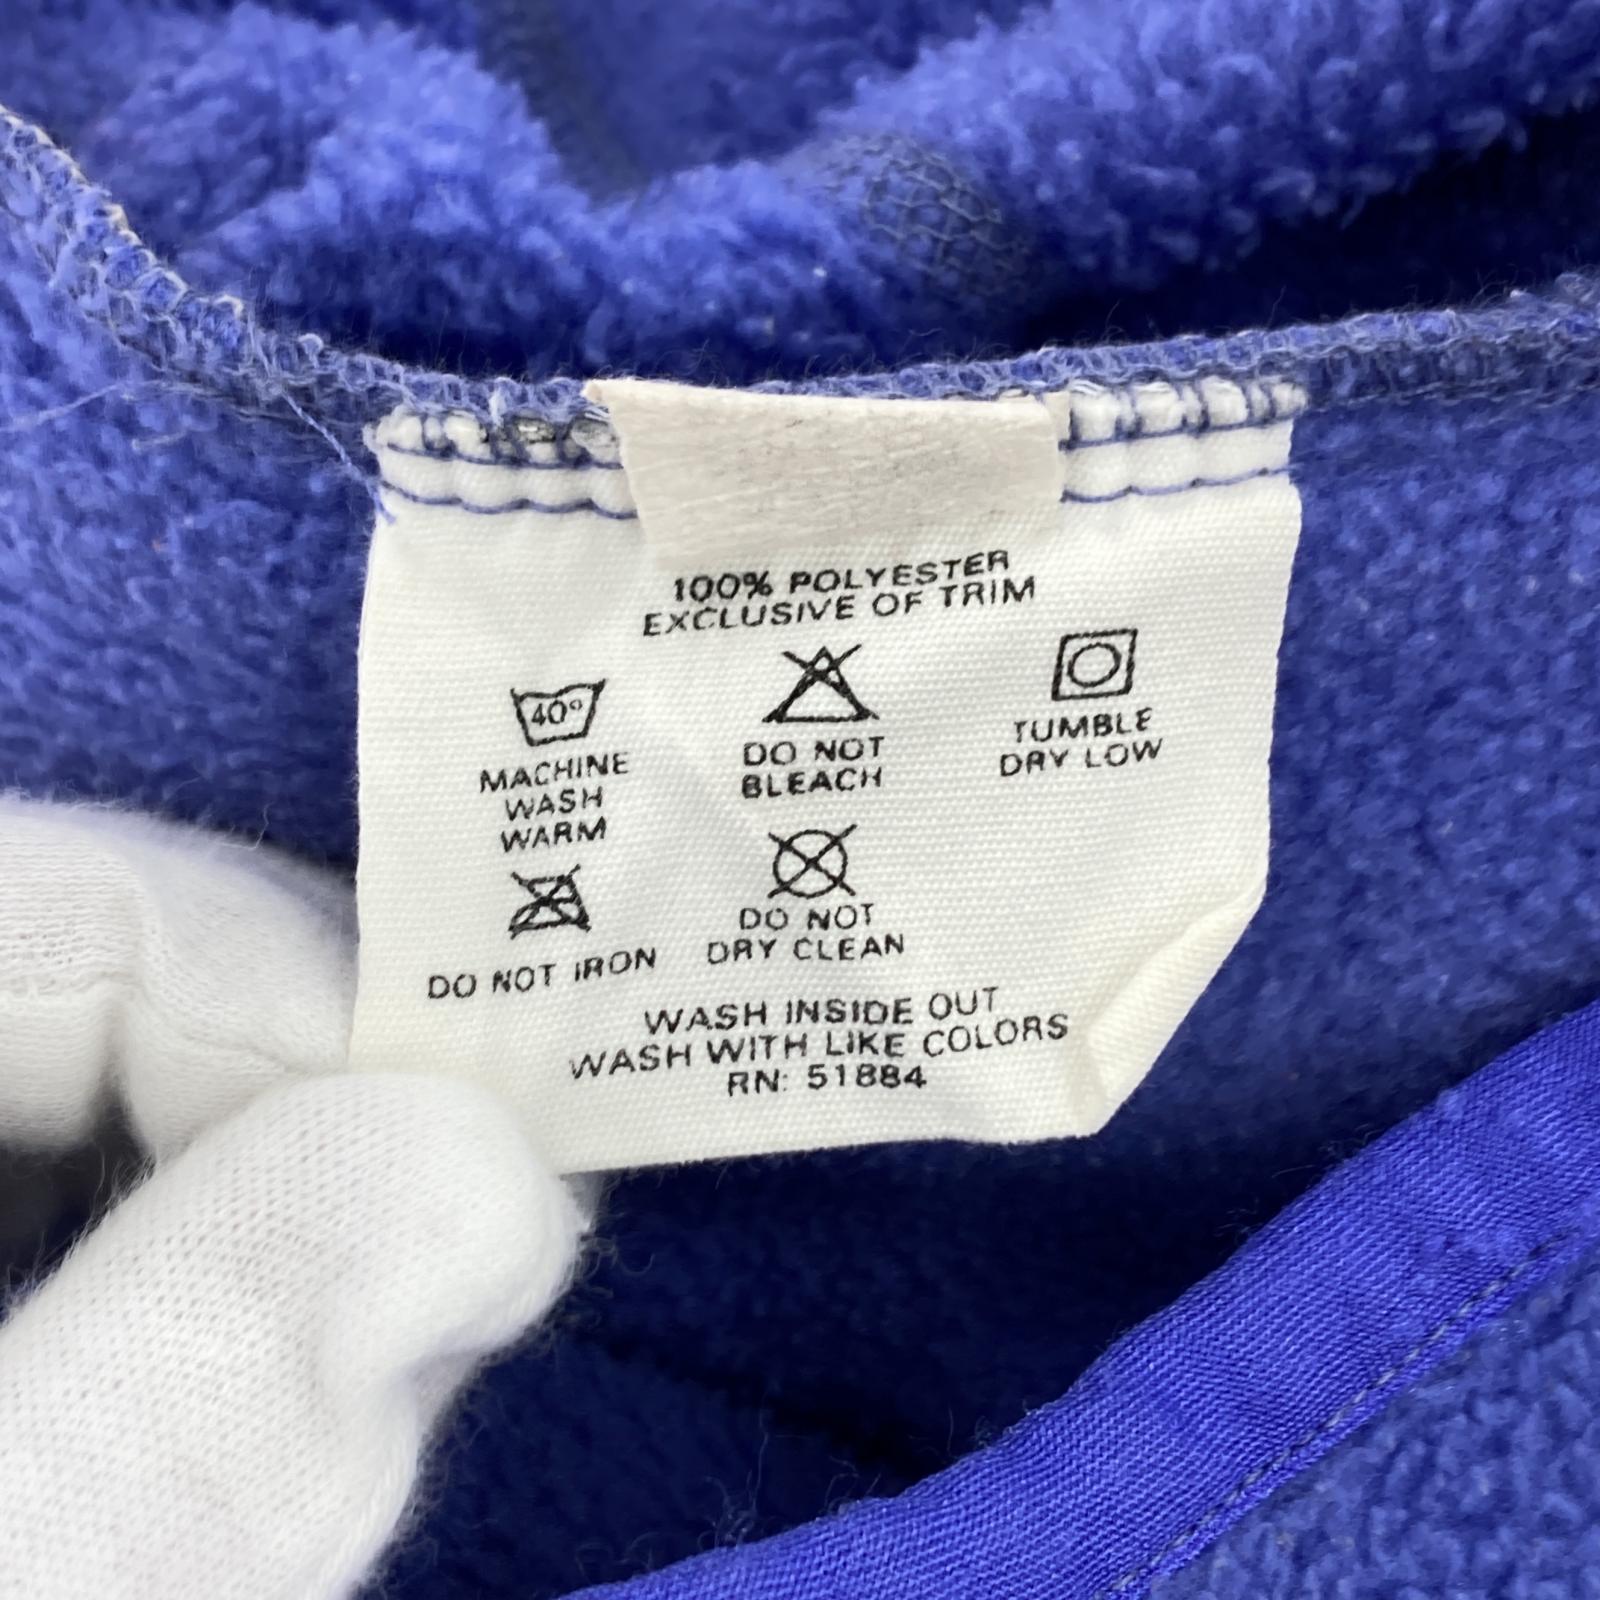 100% POLYESTER
EXCLUSIVE OF TRIM
40°
MACHINE
WASH
WARM
DO NOT
BLEACH
TUMBLE
DRY LOW
DO NOT IRON
DO NOT
DRY CLEAN
WASH INSIDE OUT
WASH WITH LIKE COLORS
RN: 51884